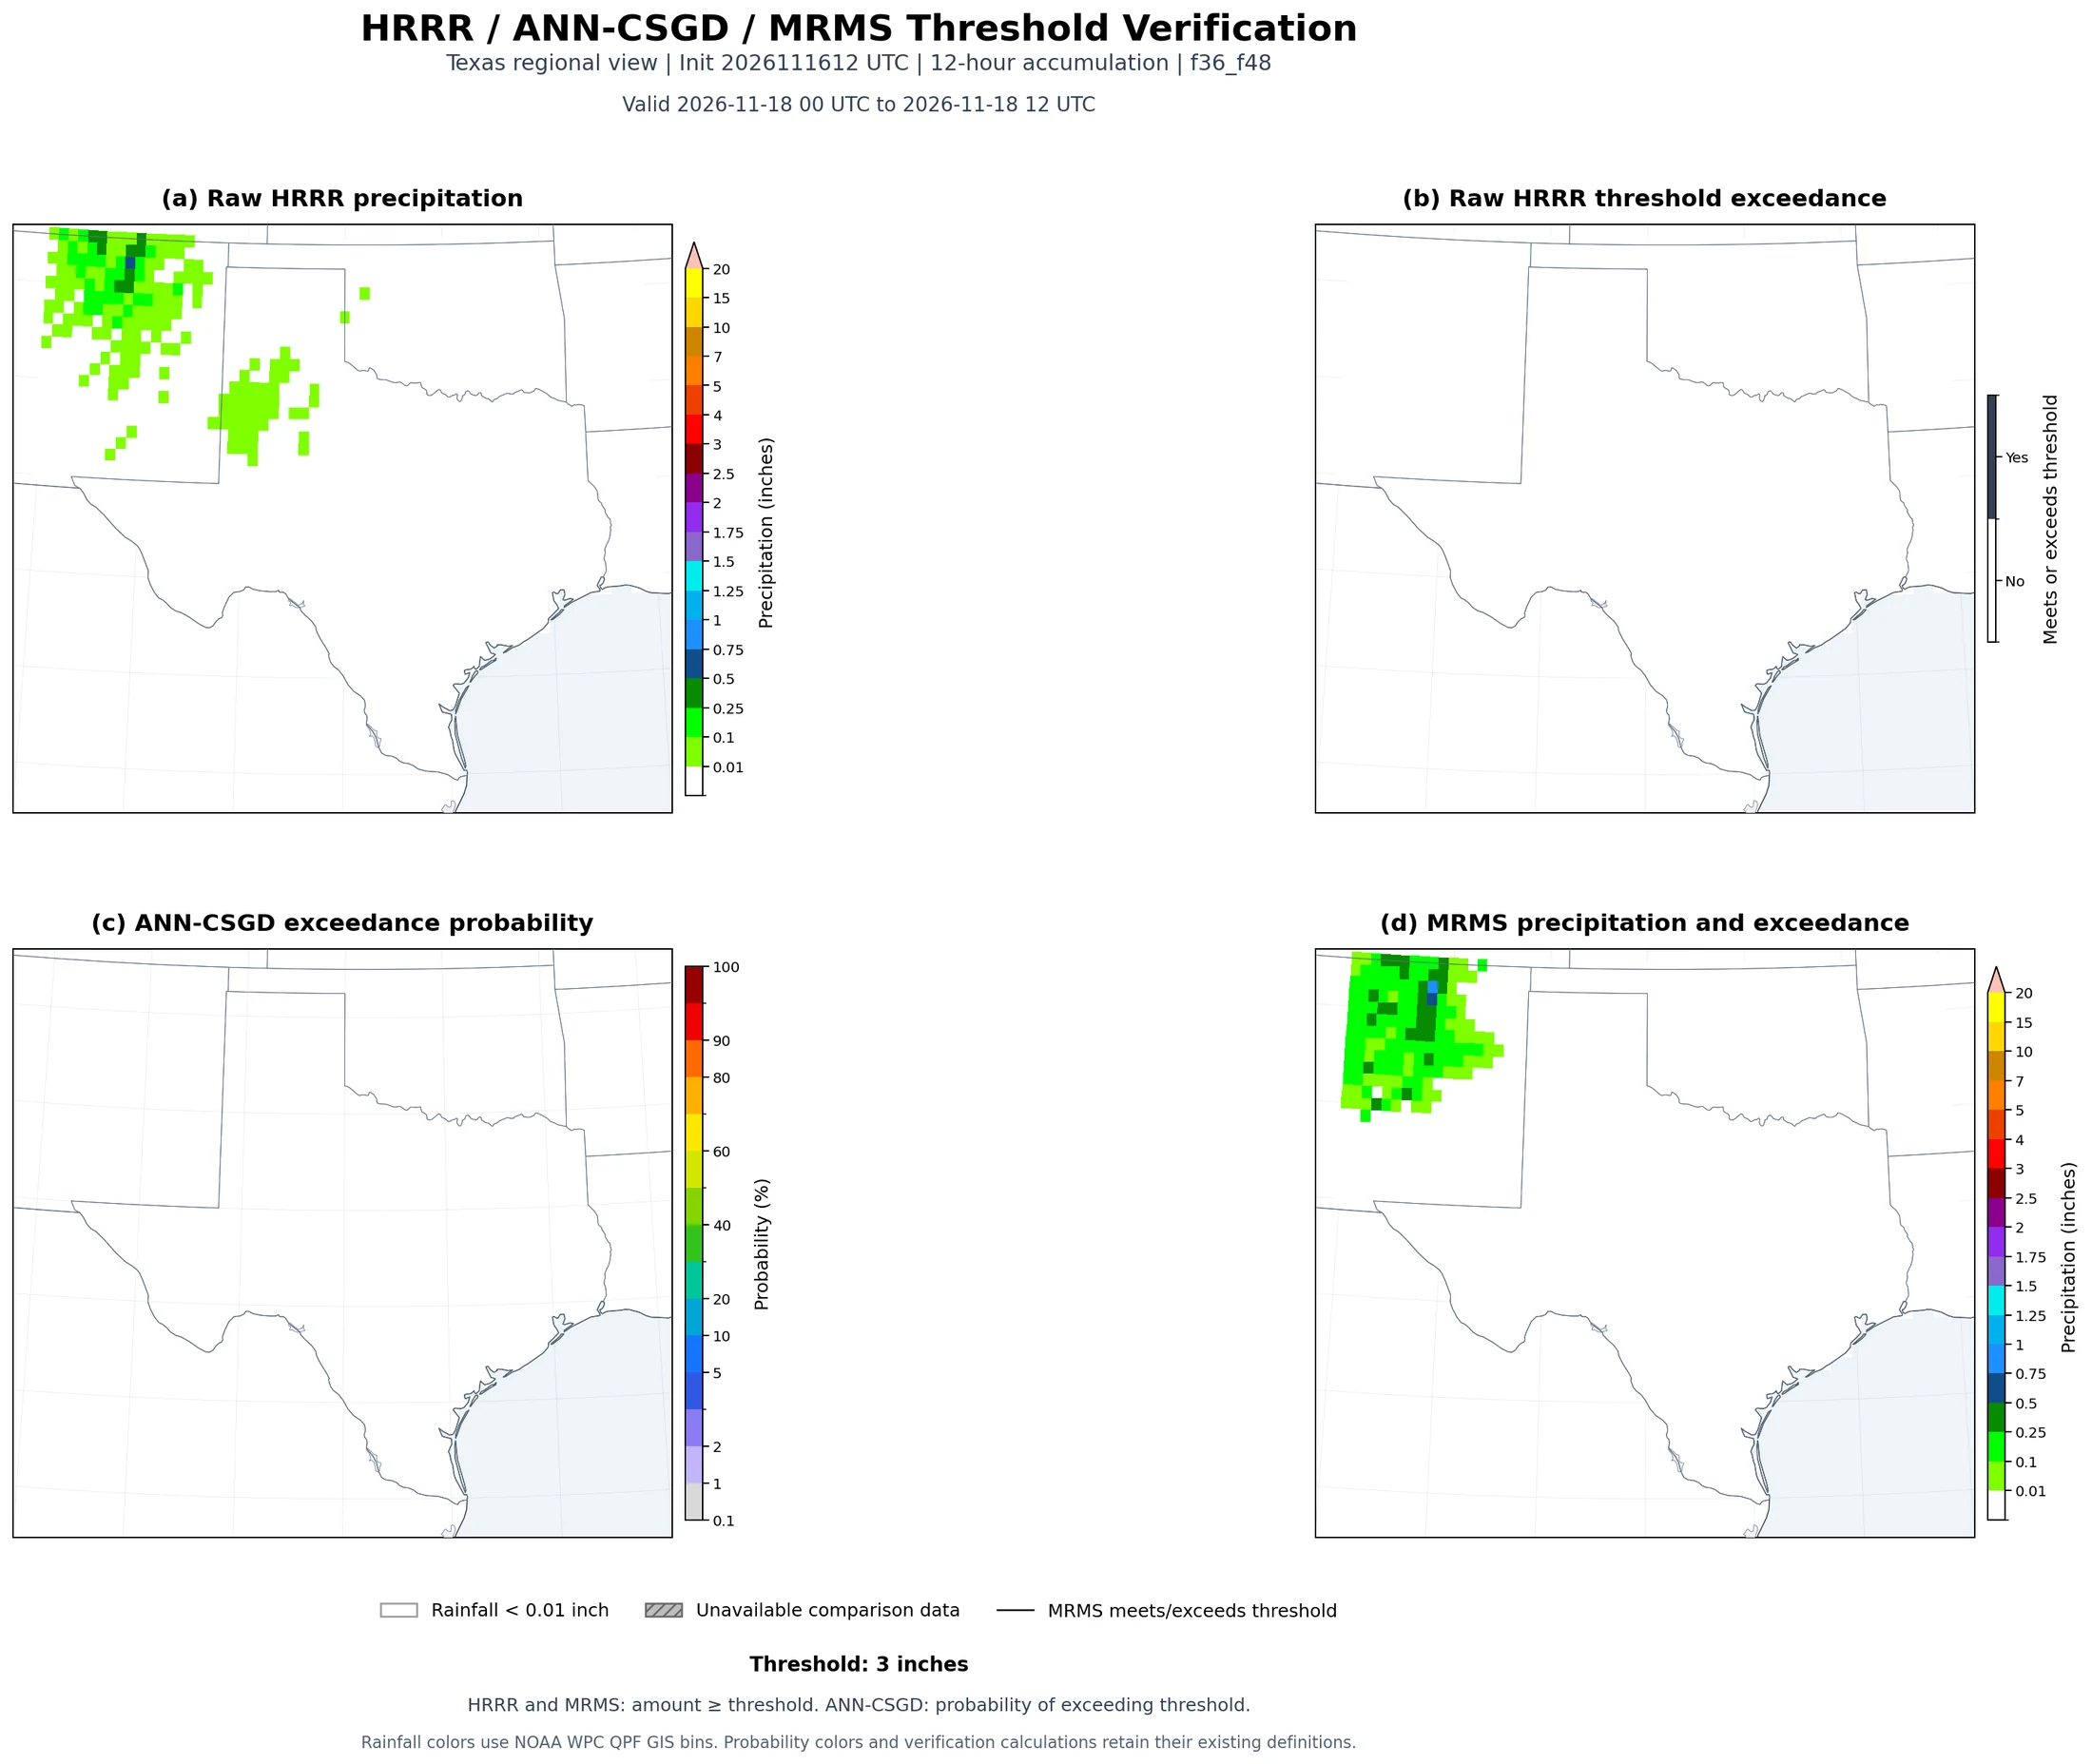 HRRR / ANN-CSGD / MRMS Threshold Verification
Texas regional view | Init 2026111612 UTC | 12-hour accumulation | f36_f48
Valid 2026-11-18 00 UTC to 2026-11-18 12 UTC
(a) Raw HRRR precipitation
20
15
10
7
5
4
3
2.5
2
1.75
1.5
1.25
1
0.75
0.5
0.25
0.1
0.01
Precipitation (inches)
(b) Raw HRRR threshold exceedance
Yes
No
Meets or exceeds threshold
(c) ANN-CSGD exceedance probability
100
90
80
60
40
20
10
5
2
1
0.1
Probability (%)
(d) MRMS precipitation and exceedance
20
15
10
7
5
4
3
2.5
2
1.75
1.5
1.25
1
0.75
0.5
0.25
0.1
0.01
Precipitation (inches)
Rainfall < 0.01 inch
Unavailable comparison data
MRMS meets/exceeds threshold
Threshold: 3 inches
HRRR and MRMS: amount ≥ threshold. ANN-CSGD: probability of exceeding threshold.
Rainfall colors use NOAA WPC QPF GIS bins. Probability colors and verification calculations retain their existing definitions.